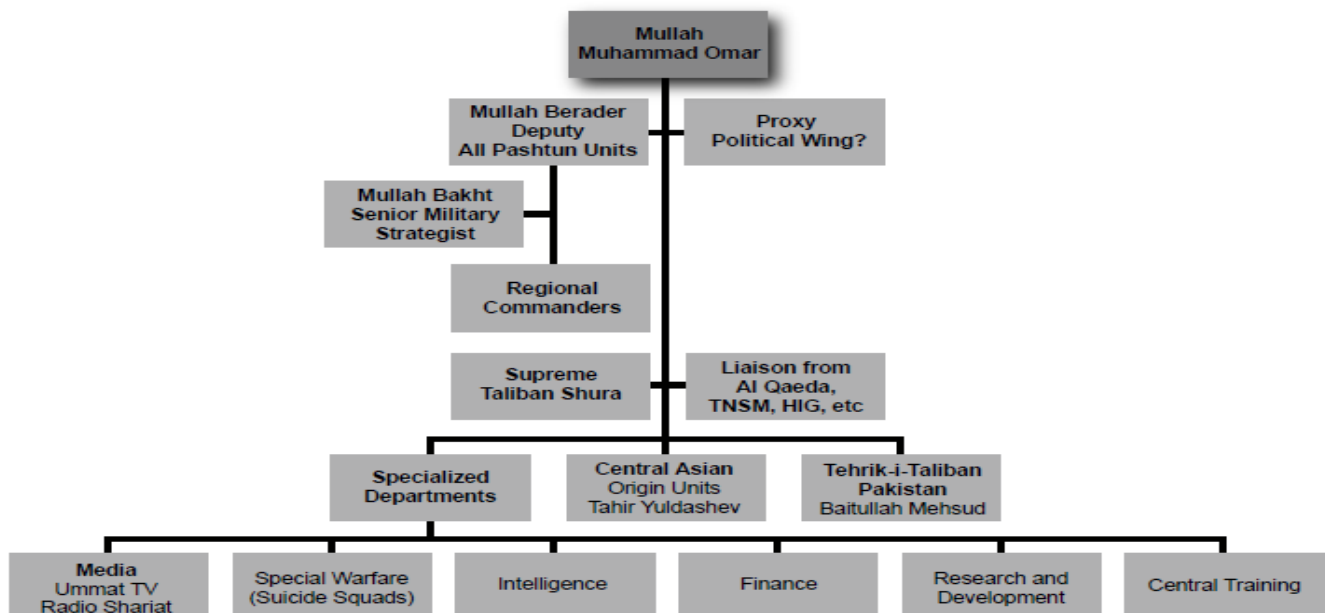 Mullah
Muhammad Omar
Mullah Berader
Deputy
All Pashtun Units
Proxy
Political Wing?
Mullah Bakht
Senior Military
Strategist
Regional
Commanders
Supreme
Taliban Shura
Liaison from
Al Qaeda,
TNSM, HIG, etc
Specialized
Departments
Central Asian
Origin Units
Tahir Yuldashev
Tehrik-i-Taliban
Pakistan
Baitullah Mehsud
Media
Ummat TV
Radio Shariat
Special Warfare
(Suicide Squads)
Intelligence
Finance
Research and
Development
Central Training